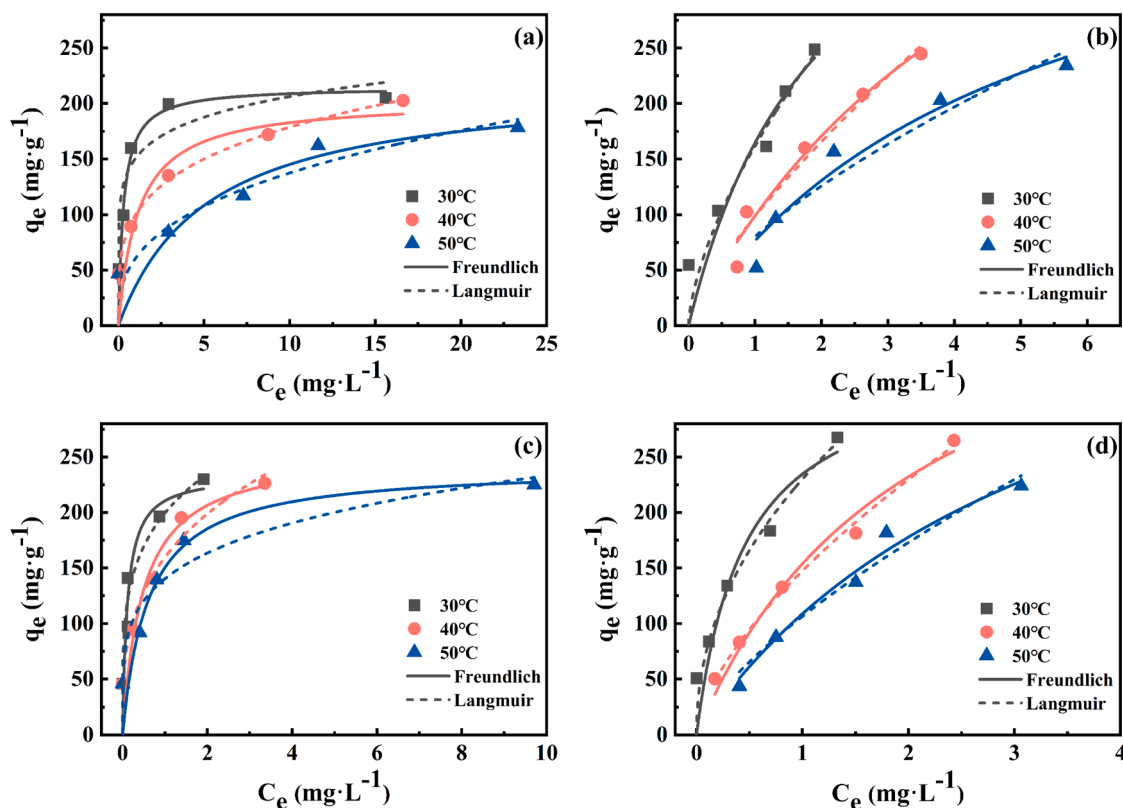 (a)
250
200
150
100
50
0
qe (mg·g-1)
30℃
40℃
50℃
Freundlich
Langmuir
0 5 10 15 20 25
Ce (mg·L-1)
(b)
250
200
150
100
50
0
qe (mg·g-1)
30℃
40℃
50℃
Freundlich
Langmuir
0 1 2 3 4 5 6
Ce (mg·L-1)
(c)
250
200
150
100
50
0
qe (mg·g-1)
30℃
40℃
50℃
Freundlich
Langmuir
0 2 4 6 8 10
Ce (mg·L-1)
(d)
250
200
150
100
50
0
qe (mg·g-1)
30℃
40℃
50℃
Freundlich
Langmuir
0 1 2 3 4
Ce (mg·L-1)